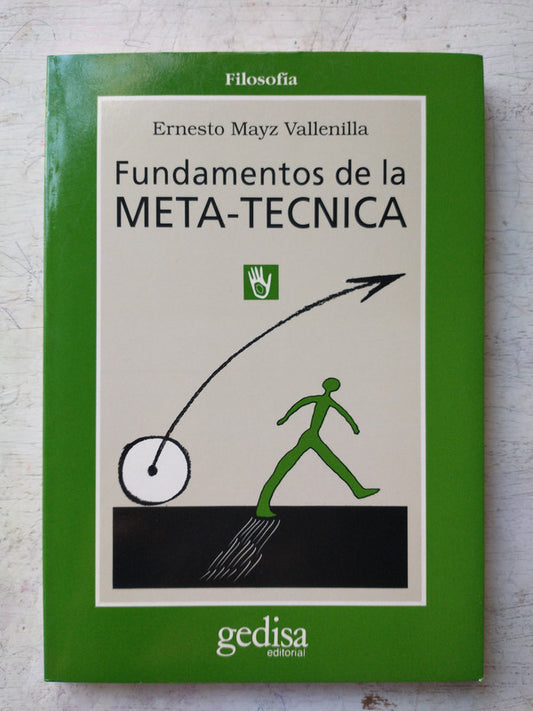 Filosofía
Ernesto Mayz Vallenilla
Fundamentos de la
META-TECNICA
gedisa
editorial